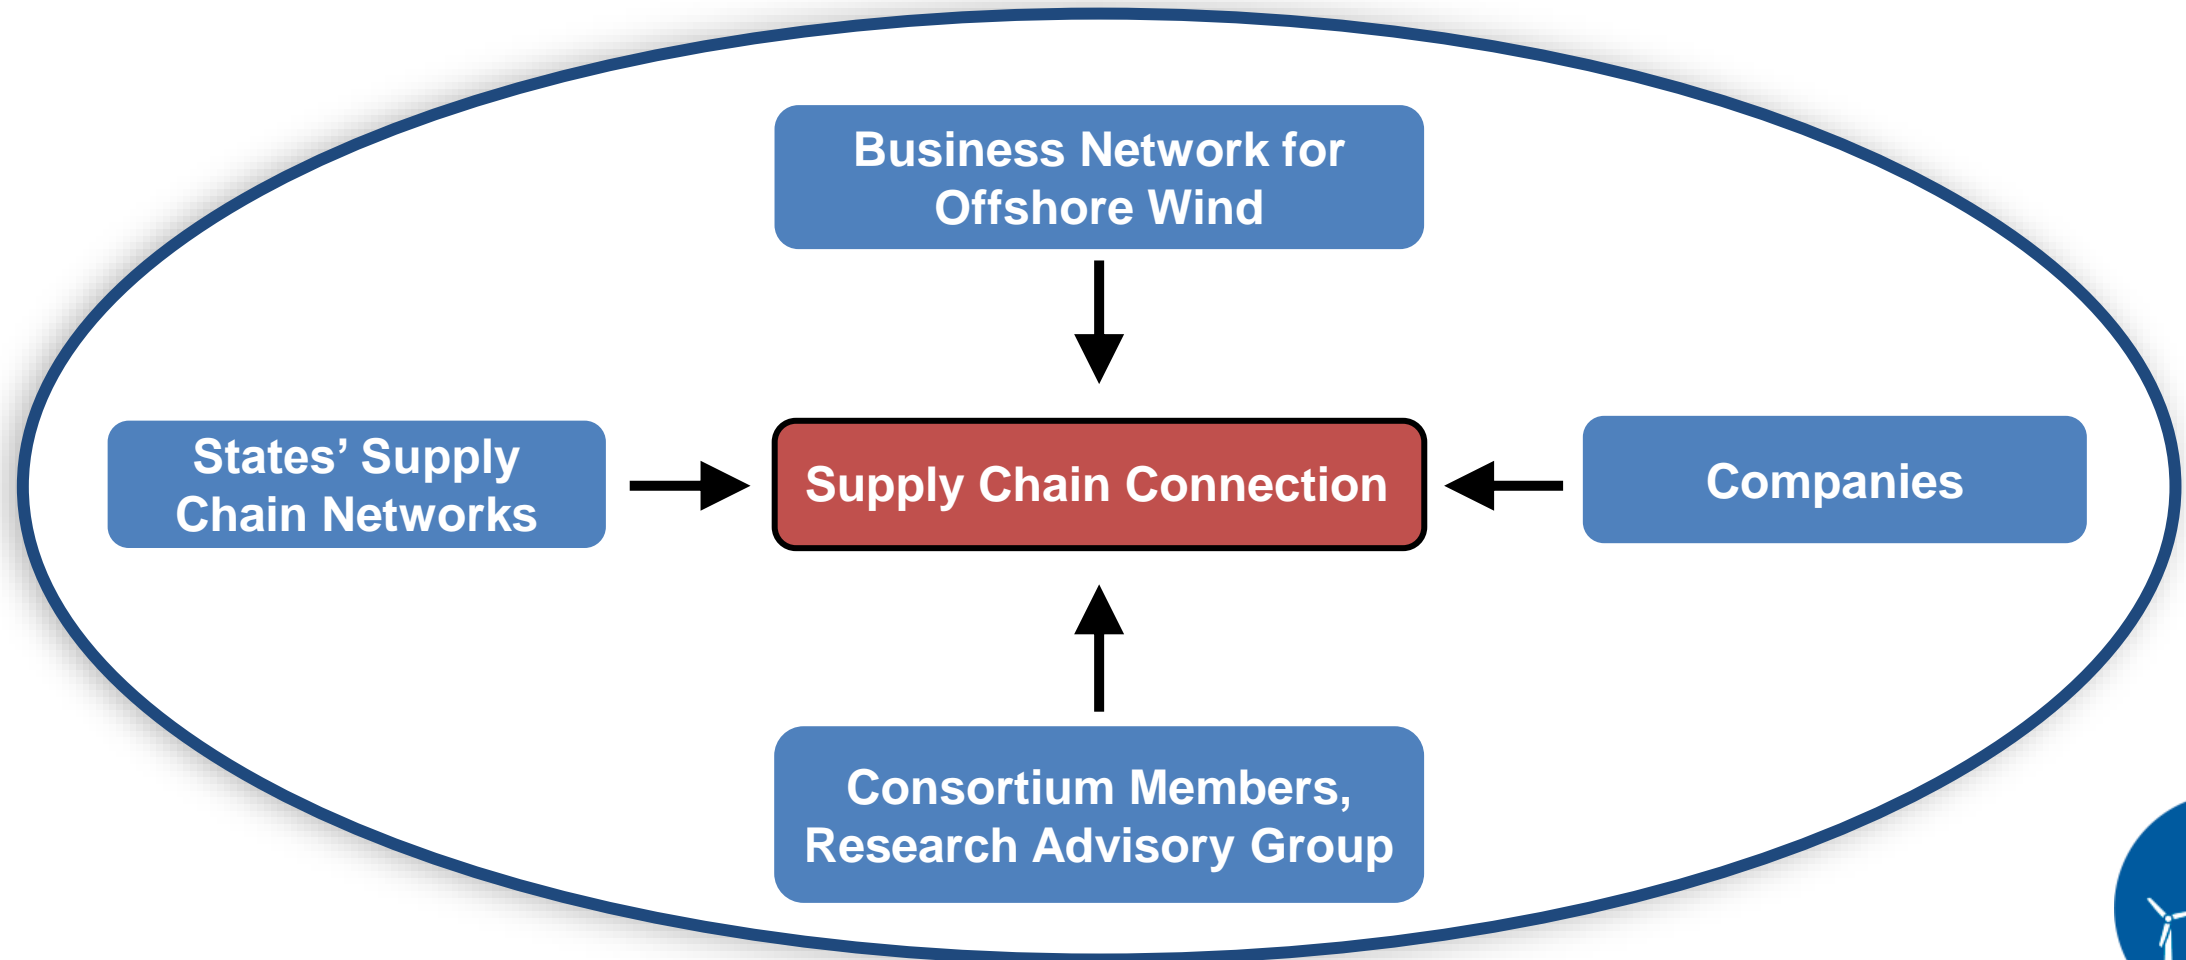 Business Network for
Offshore Wind
States’ Supply
Chain Networks
Supply Chain Connection
Companies
Consortium Members,
Research Advisory Group